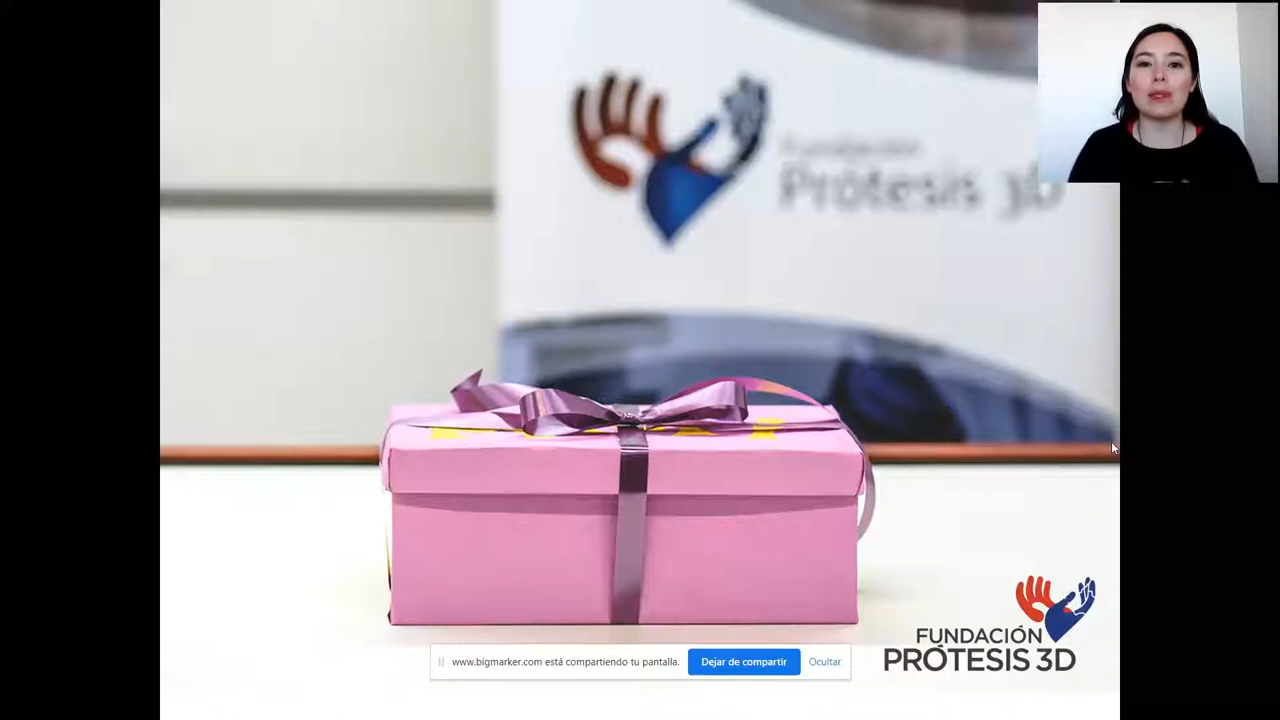 Fundación
Prótesis 3D
www.bigmarker.com está compartiendo tu pantalla.
Dejar de compartir
Ocultar
FUNDACIÓN
PRÓTESIS 3D